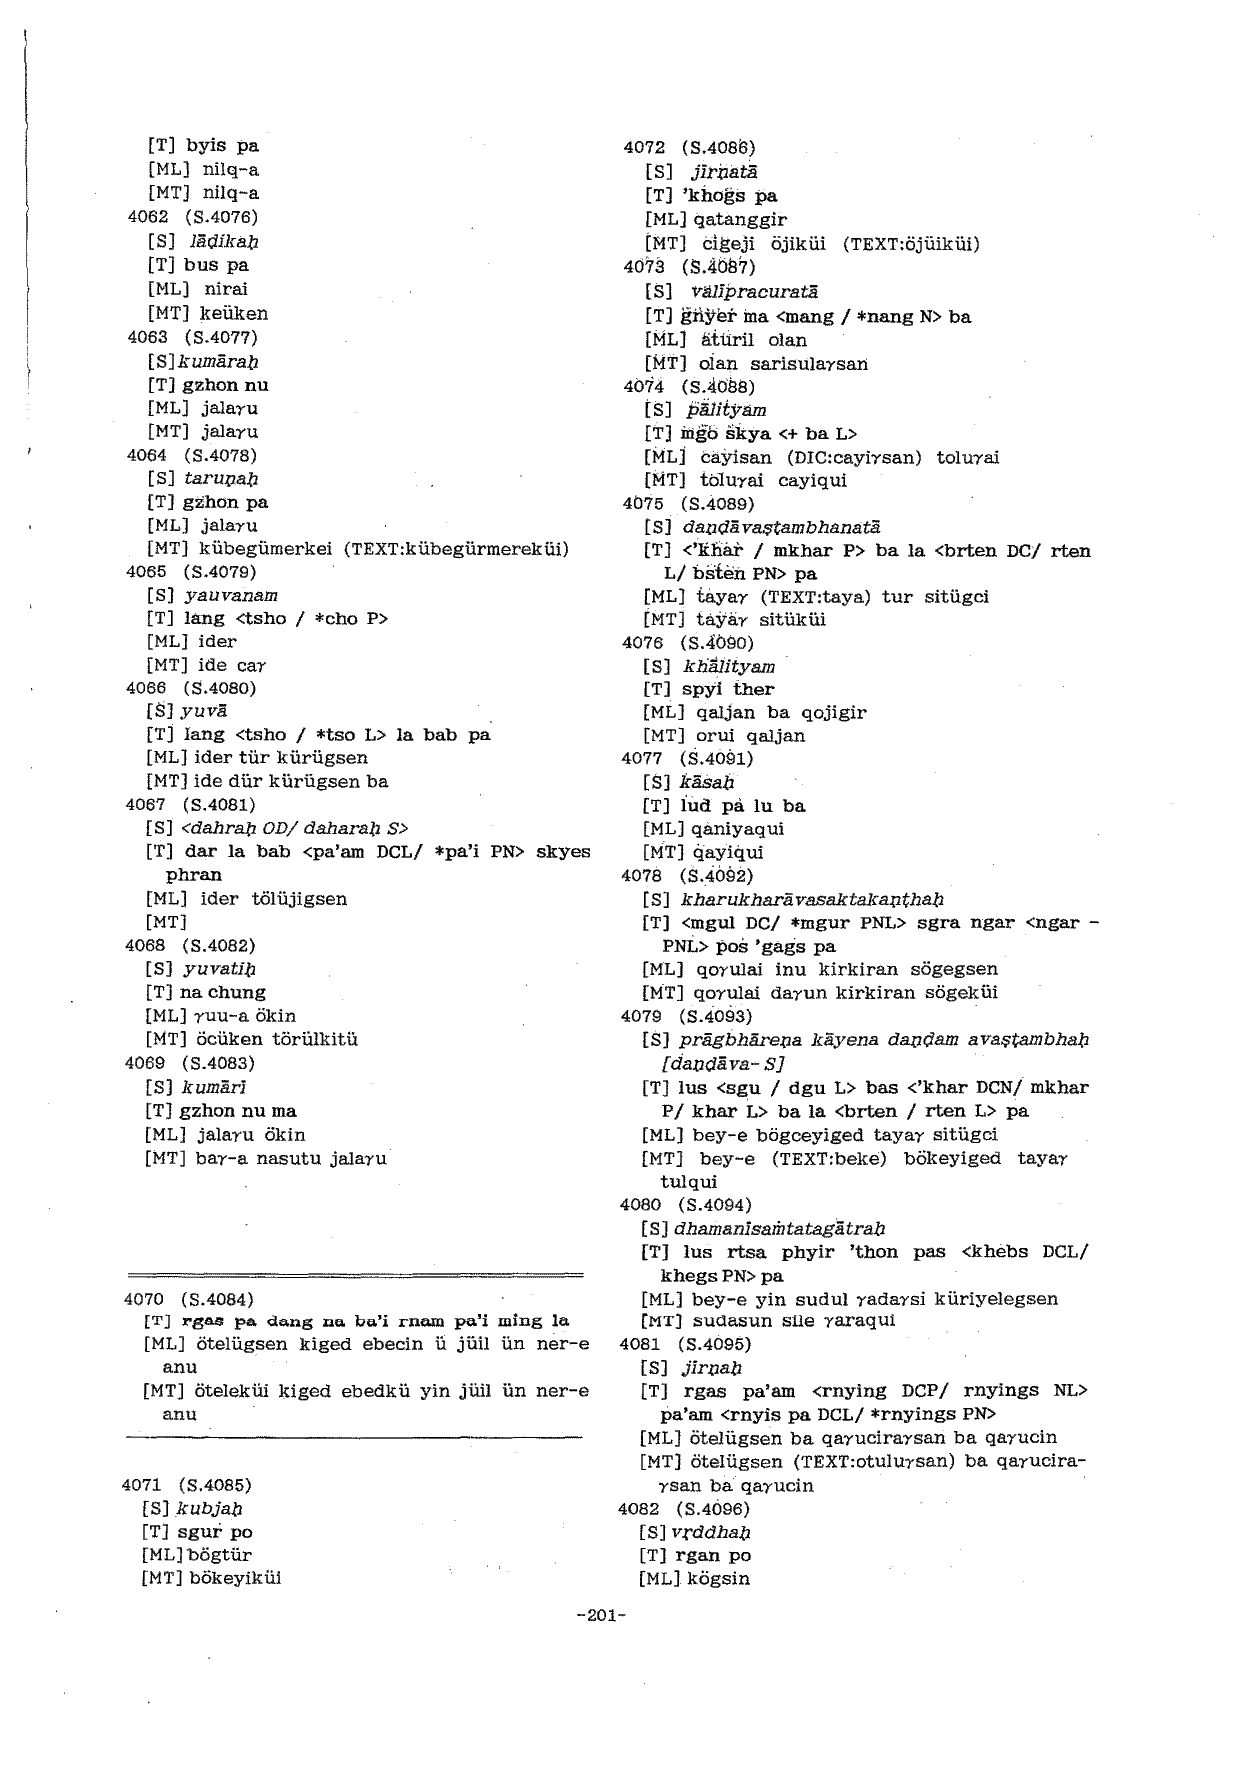 [T] byis pa
[ML] nilq-a
[MT] nilq-a
4062 (S.4076)
[S] lāḍikaḥ
[T] bus pa
[ML] nirai
[MT] keüken
4063 (S.4077)
[S]kumāraḥ
[T] gzhon nu
[ML] jalaγu
[MT] jalaγu
4064 (S.4078)
[S] taruṇaḥ
[T] gzhon pa
[ML] jalaγu
[MT] kübegümerkei (TEXT:kübegürmereküi)
4065 (S.4079)
[S] yauvanam
[T] lang <tsho / *cho P>
[ML] ider
[MT] ide caγ
4066 (S.4080)
[S] yuvā
[T] lang <tsho / *tso L> la bab pa
[ML] ider tür kürügsen
[MT] ide dür kürügsen ba
4067 (S.4081)
[S] <dahraḥ OD/ daharaḥ S>
[T] dar la bab <pa'am DCL/ *pa'i PN> skyes
phran
[ML] ider tölüjigsen
[MT]
4068 (S.4082)
[S] yuvatiḥ
[T] na chung
[ML] γuu-a ökin
[MT] öcüken törülkitü
4069 (S.4083)
[S] kumārī
[T] gzhon nu ma
[ML] jalaγu ökin
[MT] baγ-a nasutu jalaγu
4070 (S.4084)
[T] rgas pa dang na ba'i rnam pa'i ming la
[ML] ötelügsen kiged ebecin ü jüil ün ner-e
anu
[MT] öteleküi kiged ebedkü yin jüil ün ner-e
anu
4071 (S.4085)
[S] kubjaḥ
[T] sgur po
[ML] bögtür
[MT] bökeyiküi
4072 (S.4086)
[S] jīrṇatā
[T] 'khogs pa
[ML] qatanggir
[MT] cigeji öjiküi (TEXT:öjüiküi)
4073 (S.4087)
[S] valīpracuratā
[T] gnyer ma <mang / *nang N> ba
[ML] atüril olan
[MT] olan sarisulaγsan
4074 (S.4088)
[S] pālityam
[T] mgo skya <+ ba L>
[ML] cayisan (DIC:cayiγsan) toluγai
[MT] toluγai cayiqui
4075 (S.4089)
[S] daṇḍāvaṣṭambhanatā
[T] <'khar / mkhar P> ba la <brten DC/ rten
L/ bsten PN> pa
[ML] tayaγ (TEXT:taya) tur sitügci
[MT] tayaγ sitüküi
4076 (S.4090)
[S] khālityam
[T] spyi ther
[ML] qaljan ba qojigir
[MT] orui qaljan
4077 (S.4091)
[S] kāsaḥ
[T] lud pa lu ba
[ML] qaniyaqui
[MT] qayiqui
4078 (S.4092)
[S] kharukharāvasaktakaṇṭhaḥ
[T] <mgul DC/ *mgur PNL> sgra ngar <ngar -
PNL> pos 'gags pa
[ML] qoγulai inu kirkiran sögegsen
[MT] qoγulai daγun kirkiran sögeküi
4079 (S.4093)
[S] prāgbhāreṇa kāyena daṇḍam avaṣṭambhaḥ
[daṇḍāva- S]
[T] lus <sgu / dgu L> bas <'khar DCN/ mkhar
P/ khar L> ba la <brten / rten L> pa
[ML] bey-e bögceyiged tayaγ sitügci
[MT] bey-e (TEXT:beke) bökeyiged tayaγ
tulqui
4080 (S.4094)
[S] dhamanīsaṁtatagātraḥ
[T] lus rtsa phyir 'thon pas <khebs DCL/
khegs PN> pa
[ML] bey-e yin sudul γadaγsi küriyelegsen
[MT] sudasun sile γaraqui
4081 (S.4095)
[S] jīrṇaḥ
[T] rgas pa'am <rnying DCP/ rnyings NL>
pa'am <rnyis pa DCL/ *rnyings PN>
[ML] ötelügsen ba qaγuciraγsan ba qaγucin
[MT] ötelügsen (TEXT:otuluγsan) ba qaγucira-
γsan ba qaγucin
4082 (S.4096)
[S] vṛddhaḥ
[T] rgan po
[ML] kögsin
-201-